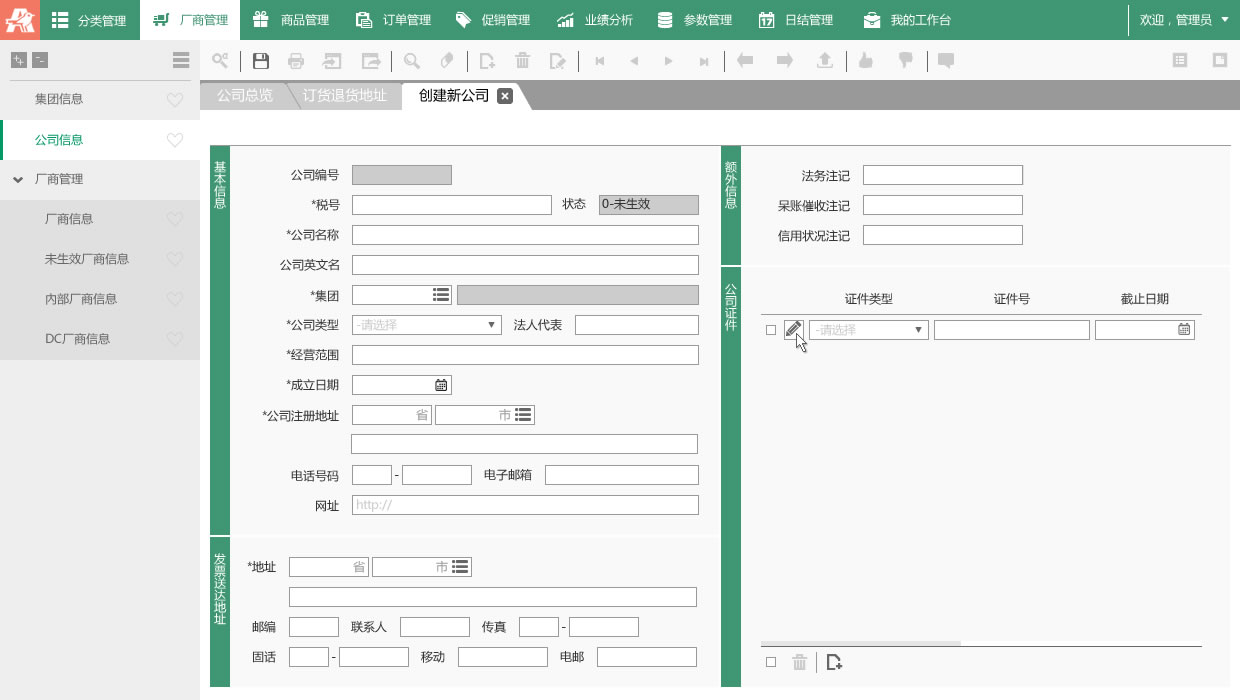 分类管理 厂商管理 商品管理 订单管理 促销管理 业绩分析 参数管理 17 日结管理 我的工作台 欢迎，管理员
集团信息
公司信息
厂商管理
厂商信息
未生效厂商信息
内部厂商信息
DC厂商信息
公司总览 订货退货地址 创建新公司
基本信息
公司编号
*税号 状态 0-未生效
*公司名称
公司英文名
*集团
*公司类型 -请选择 法人代表
*经营范围
*成立日期
*公司注册地址 省 市
电话号码 - 电子邮箱
网址 http://
发票送达地址
*地址 省 市
邮编 联系人 传真 -
固话 - 移动 电邮
额外信息
法务注记
呆账催收注记
信用状况注记
公司证件
证件类型 证件号 截止日期
-请选择